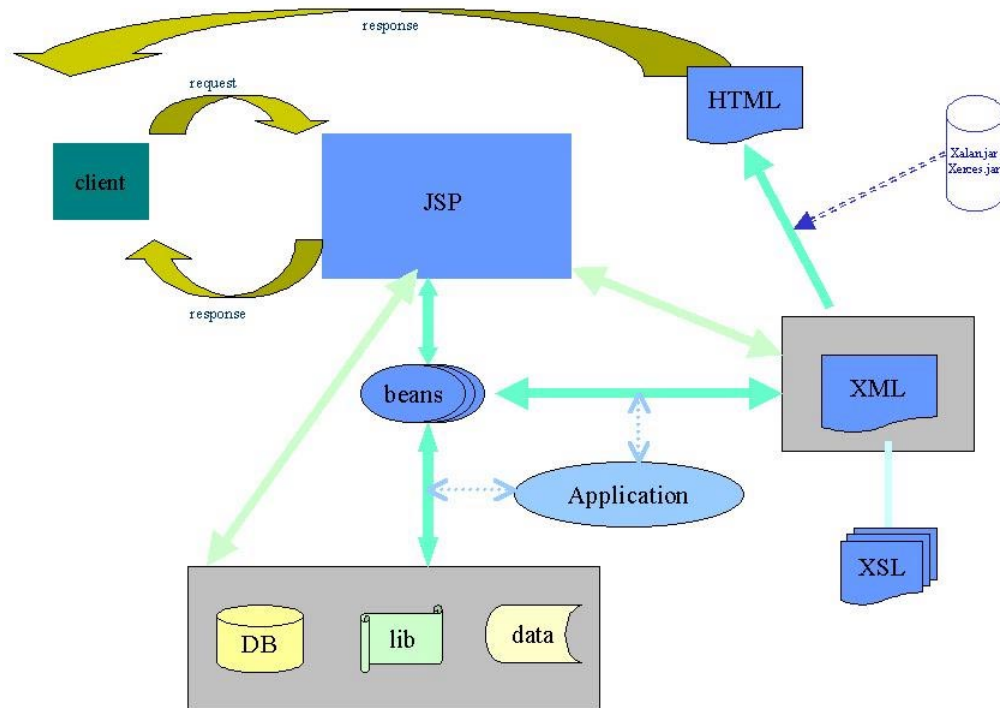 response
HTML
request
Xalan.jar
Xerces.jar
client
JSP
response
beans
XML
Application
XSL
DB
lib
data